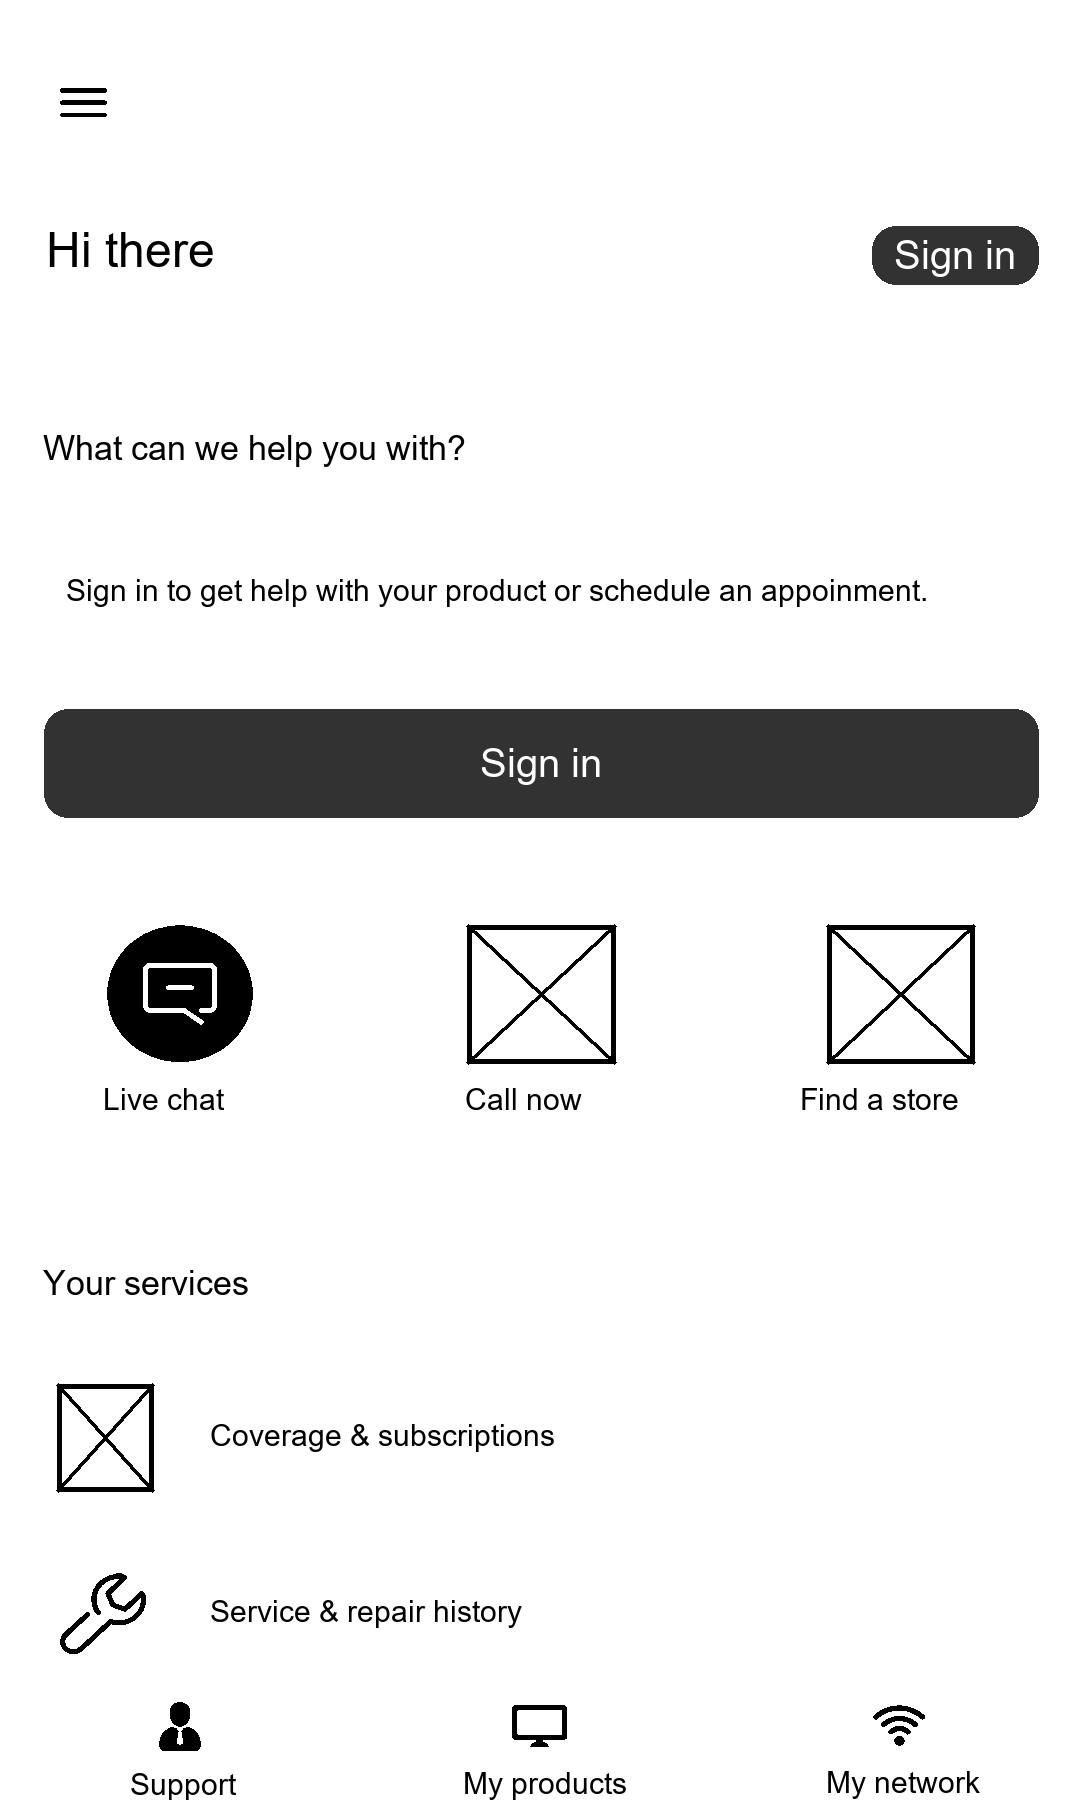 Hi there
Sign in
What can we help you with?
Sign in to get help with your product or schedule an appoinment.
Sign in
Live chat
Call now
Find a store
Your services
Coverage & subscriptions
Service & repair history
Support
My products
My network